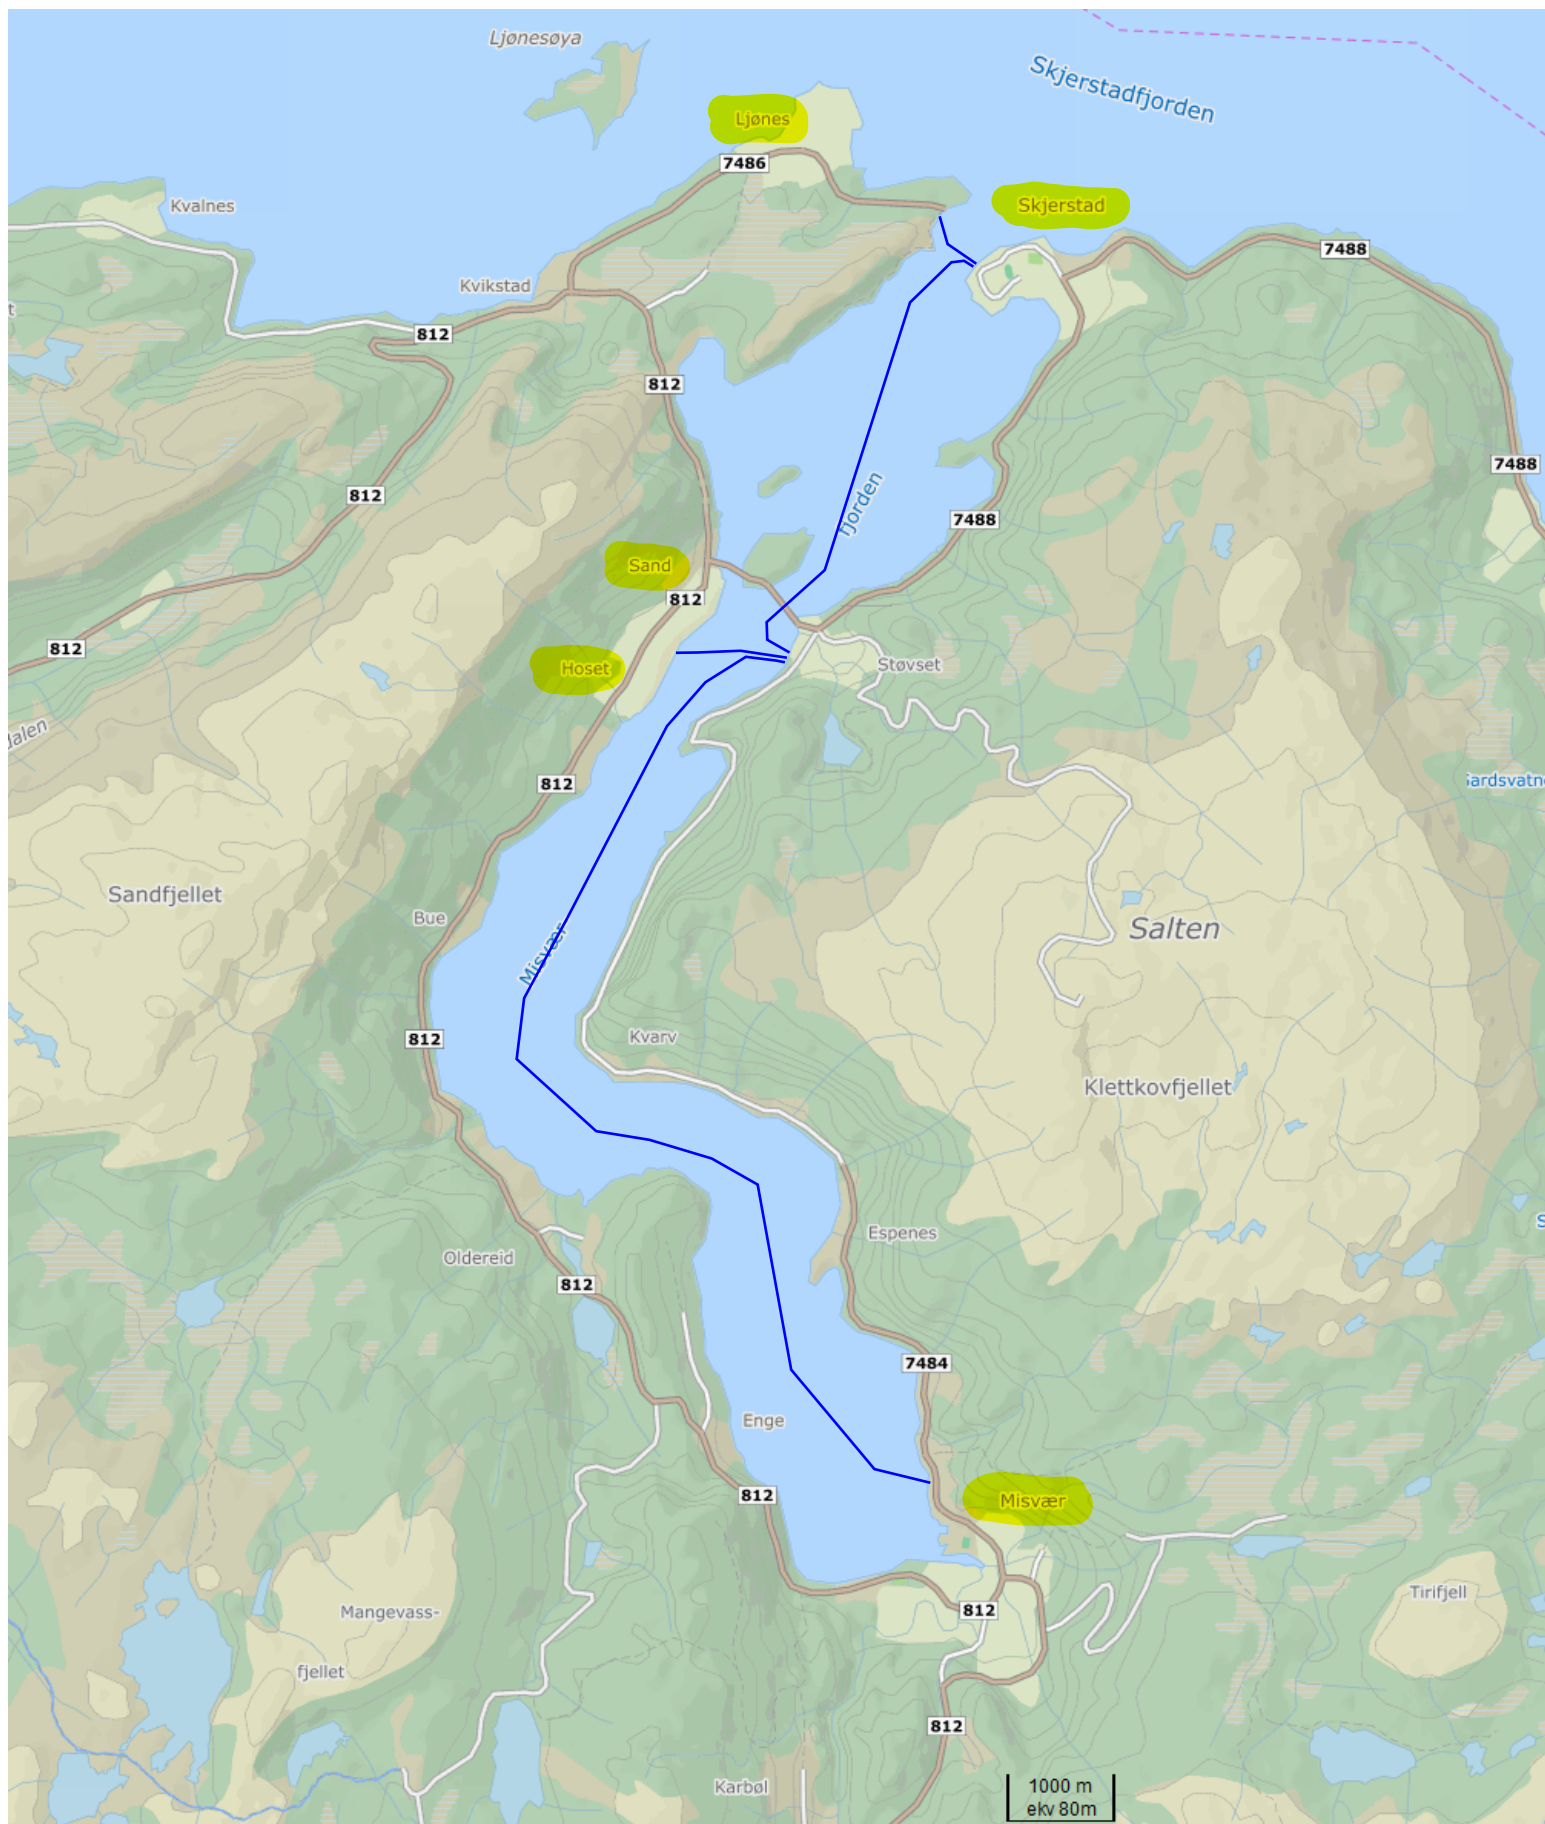 Ljønesøya
Skjerstadfjorden
Ljønes
7486
Skjerstad
Kvalnes
7488
Kvikstad
812
812
7488
812
fjorden
7488
Sand
812
812
Hoset
Støvset
dalen
812
Sandfjellet
Bue
Salten
Misvær
812
Kvarv
Klettkovfjellet
Espenes
Oldereid
812
7484
Enge
812
Misvær
Tirifjell
812
Mangevass-
fjellet
812
Karbøl
1000 m
ekv 80m